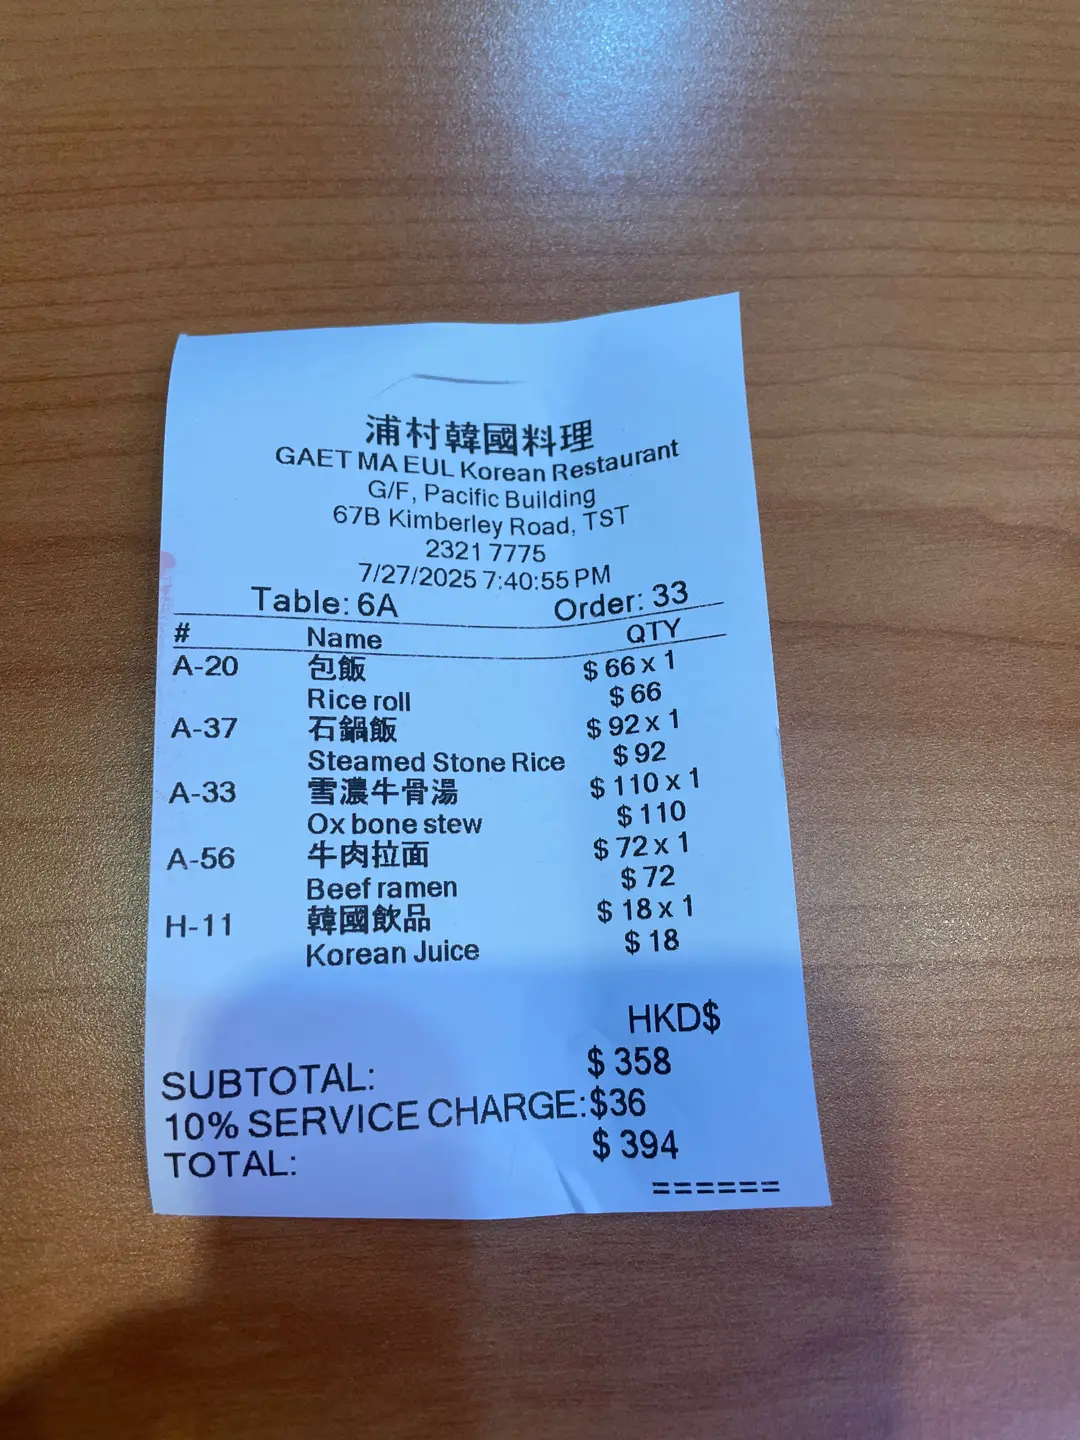 浦村韓國料理
GAET MA EUL Korean Restaurant
G/F, Pacific Building
67B Kimberley Road, TST
2321 7775
7/27/2025 7:40:55 PM
Table: 6A Order: 33
# Name QTY
A-20 包飯 $ 66 x 1
Rice roll $ 66
A-37 石鍋飯 $ 92 x 1
Steamed Stone Rice $ 92
A-33 雪濃牛骨湯 $ 110 x 1
Ox bone stew $ 110
A-56 牛肉拉面 $ 72 x 1
Beef ramen $ 72
H-11 韓國飲品 $ 18 x 1
Korean Juice $ 18
HKD$
SUBTOTAL: $ 358
10% SERVICE CHARGE: $36
TOTAL: $ 394
======